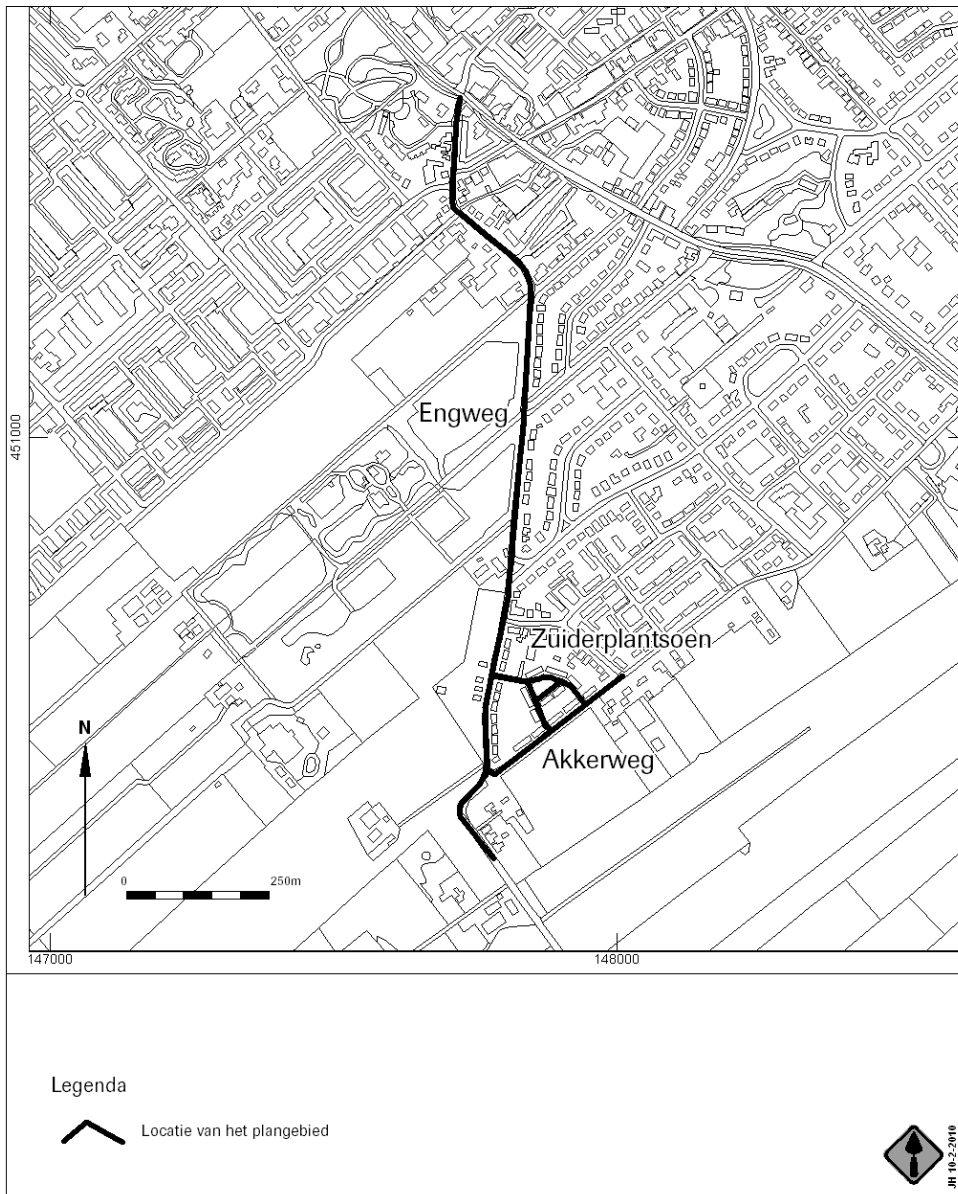 451000
Engweg
Zuiderplantsoen
Akkerweg
N
0 250m
147000 148000
Legenda
Locatie van het plangebied
JH 10-2-2010